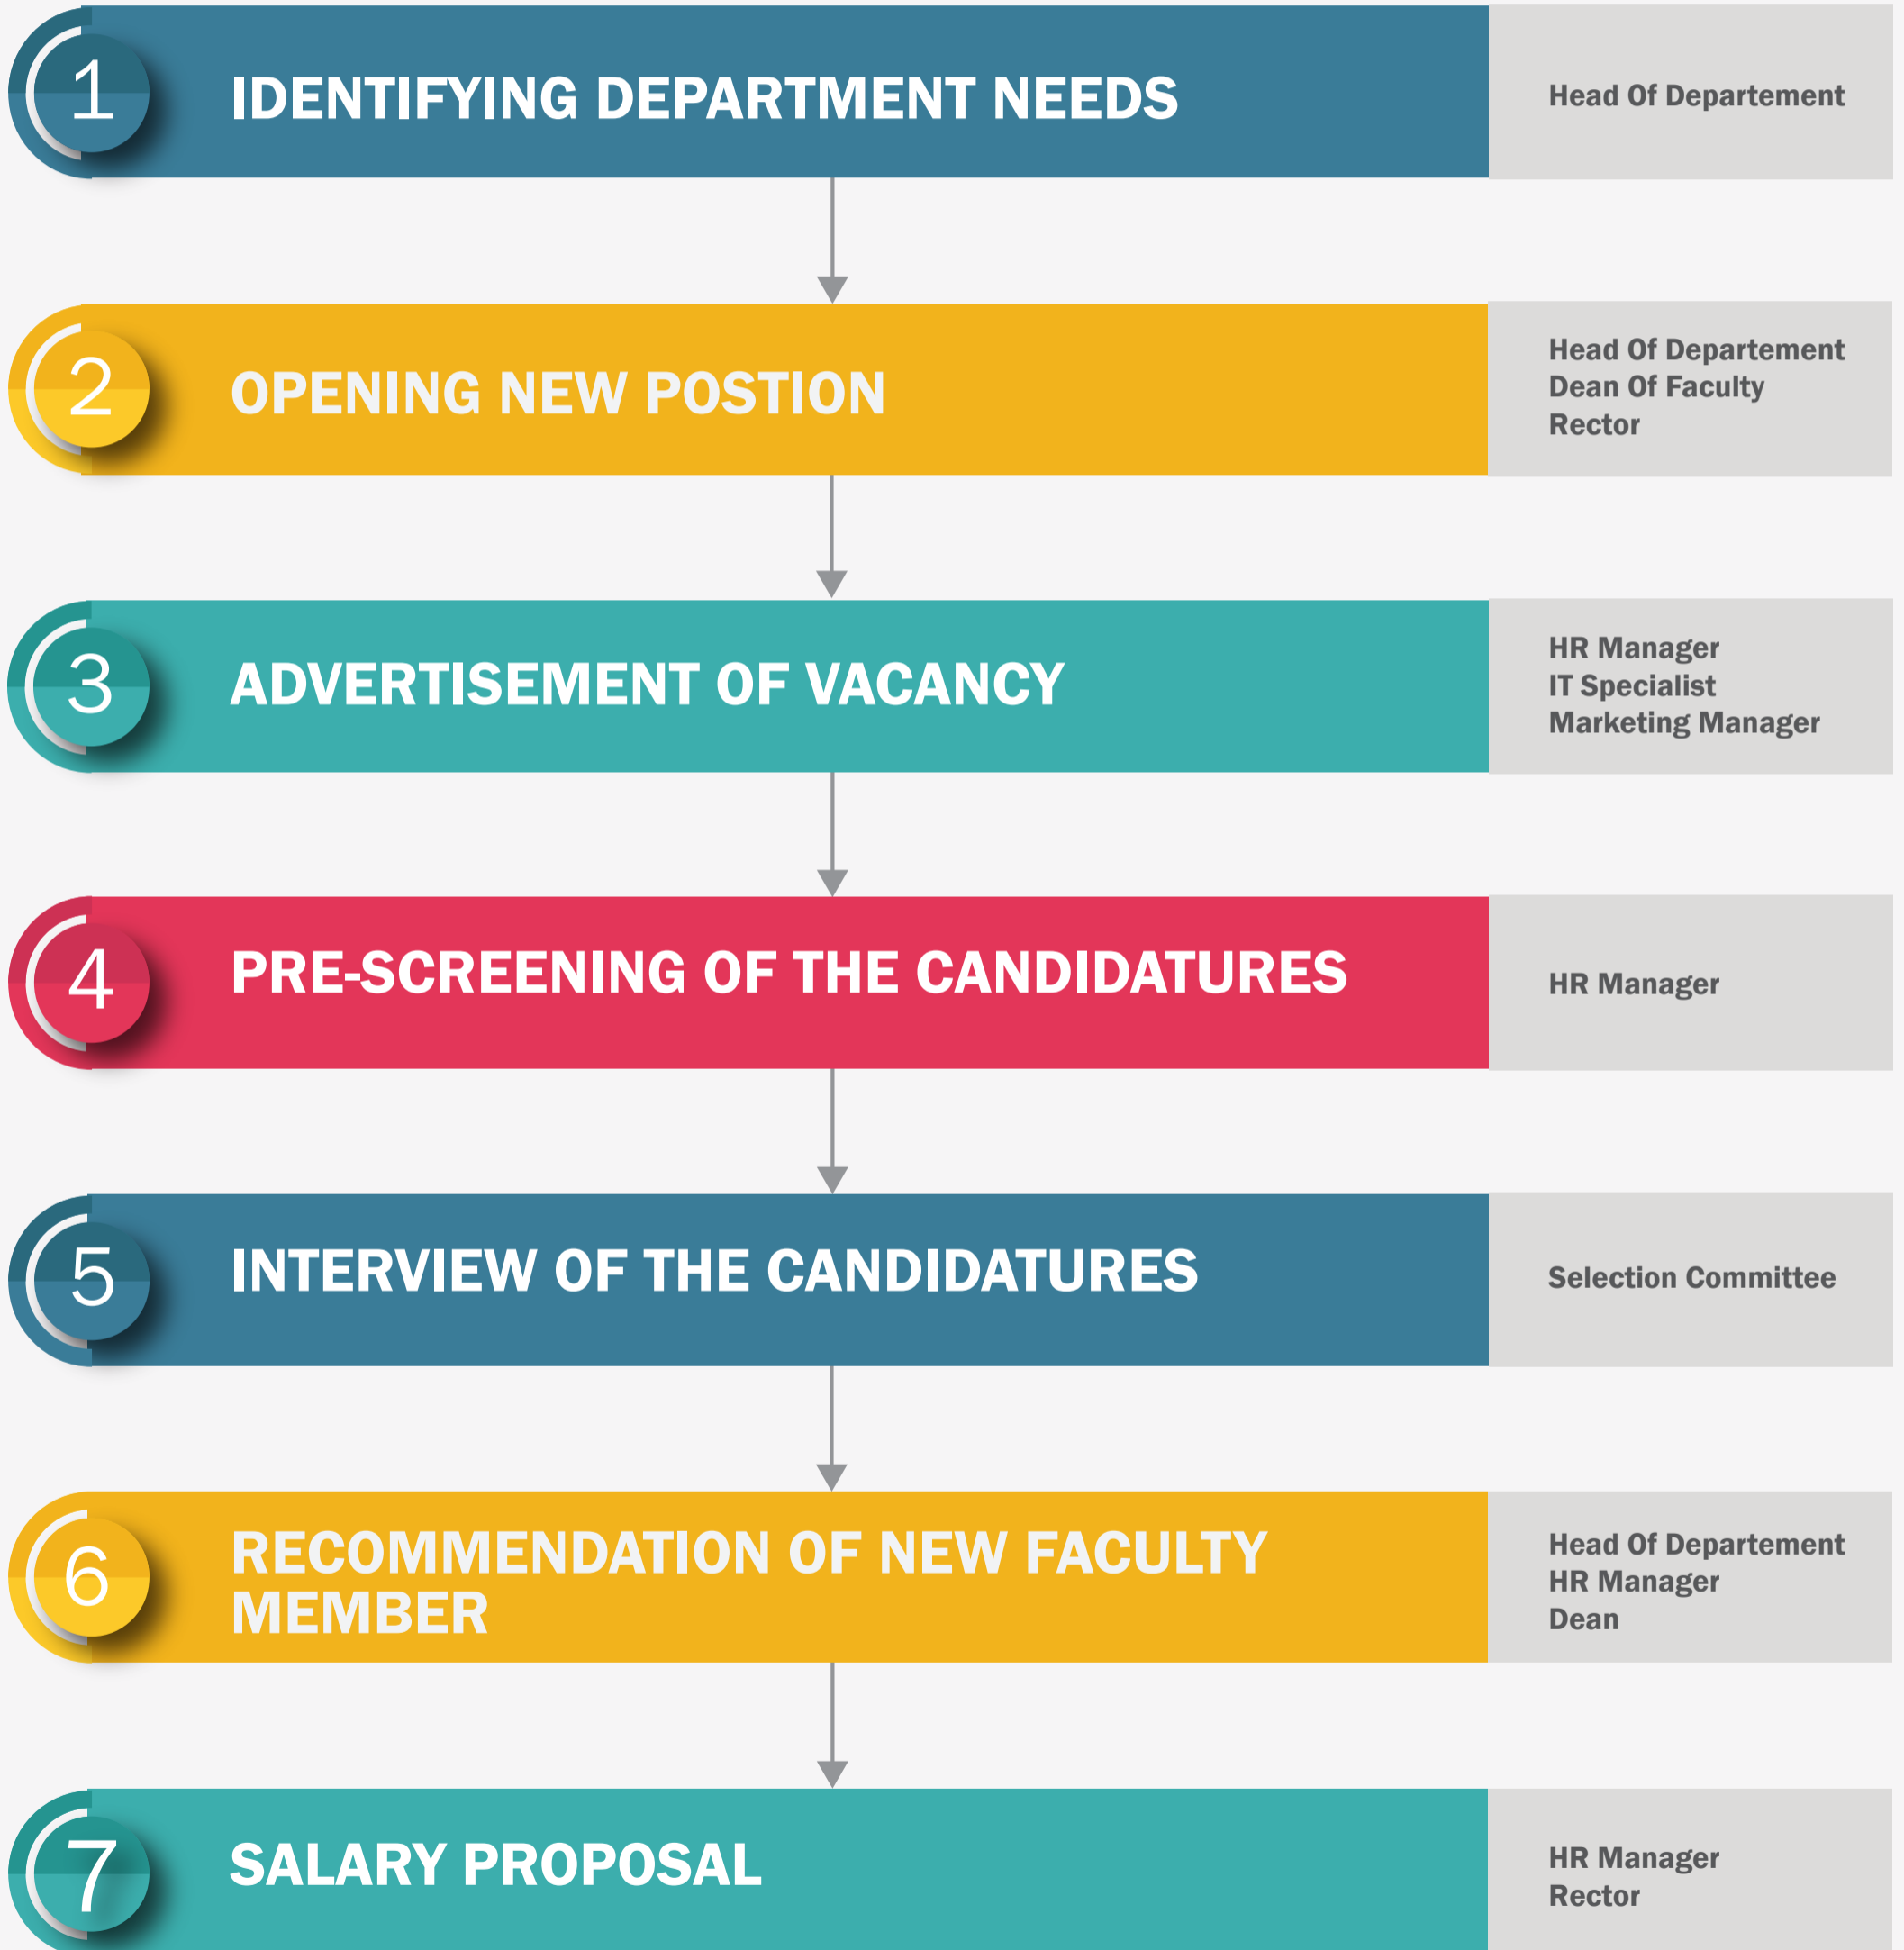 1
IDENTIFYING DEPARTMENT NEEDS
Head Of Departement
2
OPENING NEW POSTION
Head Of Departement
Dean Of Faculty
Rector
3
ADVERTISEMENT OF VACANCY
HR Manager
IT Specialist
Marketing Manager
4
PRE-SCREENING OF THE CANDIDATURES
HR Manager
5
INTERVIEW OF THE CANDIDATURES
Selection Committee
6
RECOMMENDATION OF NEW FACULTY
MEMBER
Head Of Departement
HR Manager
Dean
7
SALARY PROPOSAL
HR Manager
Rector